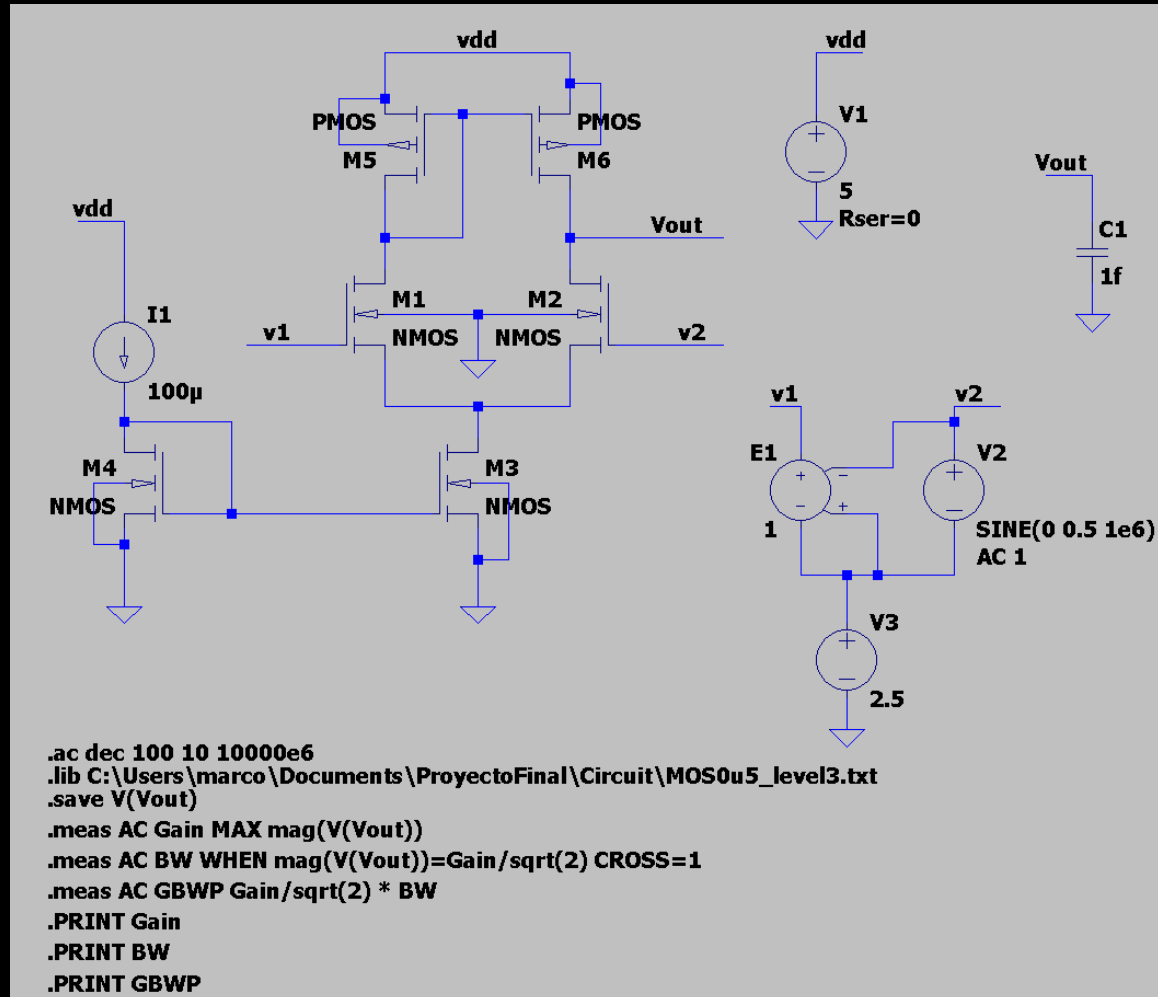 vdd
vdd
PMOS
PMOS
V1
M5
M6
5
Rser=0
Vout
C1
1f
vdd
Vout
I1
100µ
M1
M2
v1
NMOS
NMOS
v2
M4
NMOS
M3
NMOS
v1
v2
E1
V2
1
SINE(0 0.5 1e6)
AC 1
V3
2.5
.ac dec 100 10 10000e6
.lib C:\Users\marco\Documents\ProyectoFinal\Circuit\MOS0u5_level3.txt
.save V(Vout)
.meas AC Gain MAX mag(V(Vout))
.meas AC BW WHEN mag(V(Vout))=Gain/sqrt(2) CROSS=1
.meas AC GBWP Gain/sqrt(2) * BW
.PRINT Gain
.PRINT BW
.PRINT GBWP